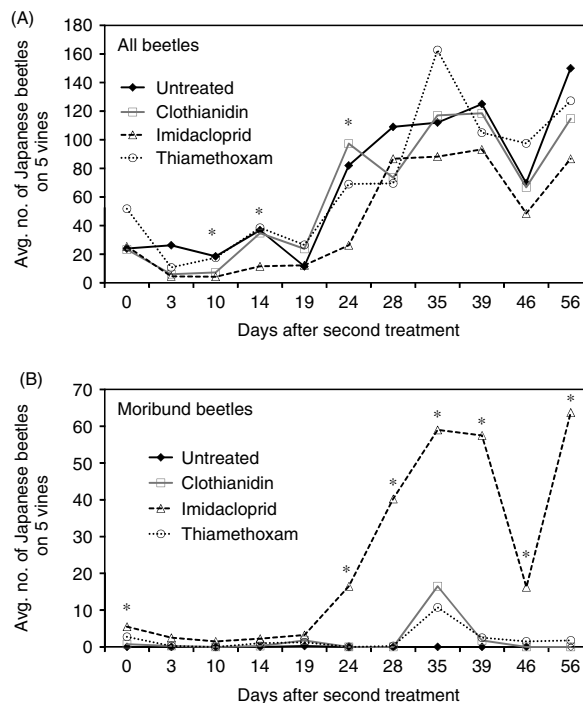 (A)
All beetles
Untreated
Clothianidin
Imidacloprid
Thiamethoxam
Avg. no. of Japanese beetles
on 5 vines
180
160
140
120
100
80
60
40
20
0
*
*
*
0 3 10 14 19 24 28 35 39 46 56
Days after second treatment
(B)
Moribund beetles
Untreated
Clothianidin
Imidacloprid
Thiamethoxam
Avg. no. of Japanese beetles
on 5 vines
70
60
50
40
30
20
10
0
*
*
*
*
*
*
*
0 3 10 14 19 24 28 35 39 46 56
Days after second treatment